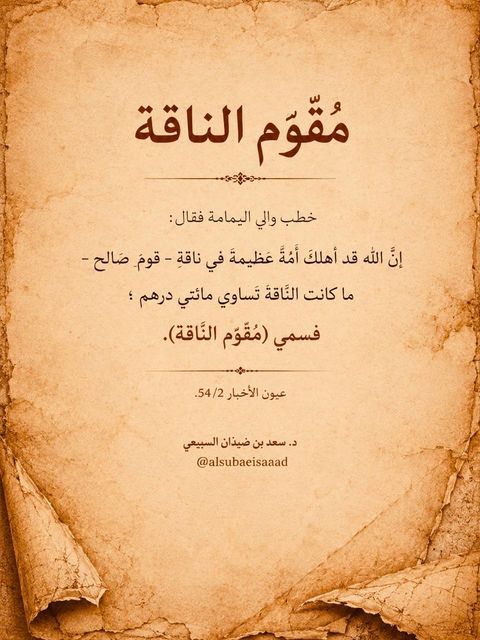 مُقّوَم الناقة
خطب والي اليمامة فقال:
إنَّ الله قد أهلكَ أُمَّةً عَظيمةَ في ناقةِ - قومَ صَالح -
ما كانت النَّاقةَ تَساوي مائتي درهم ؛
فسمي (مُقّوّم النَّاقة).
عيون الأخبار 54/2.
د. سعد بن ضيذان السبيعي
@alsubaeisaaad